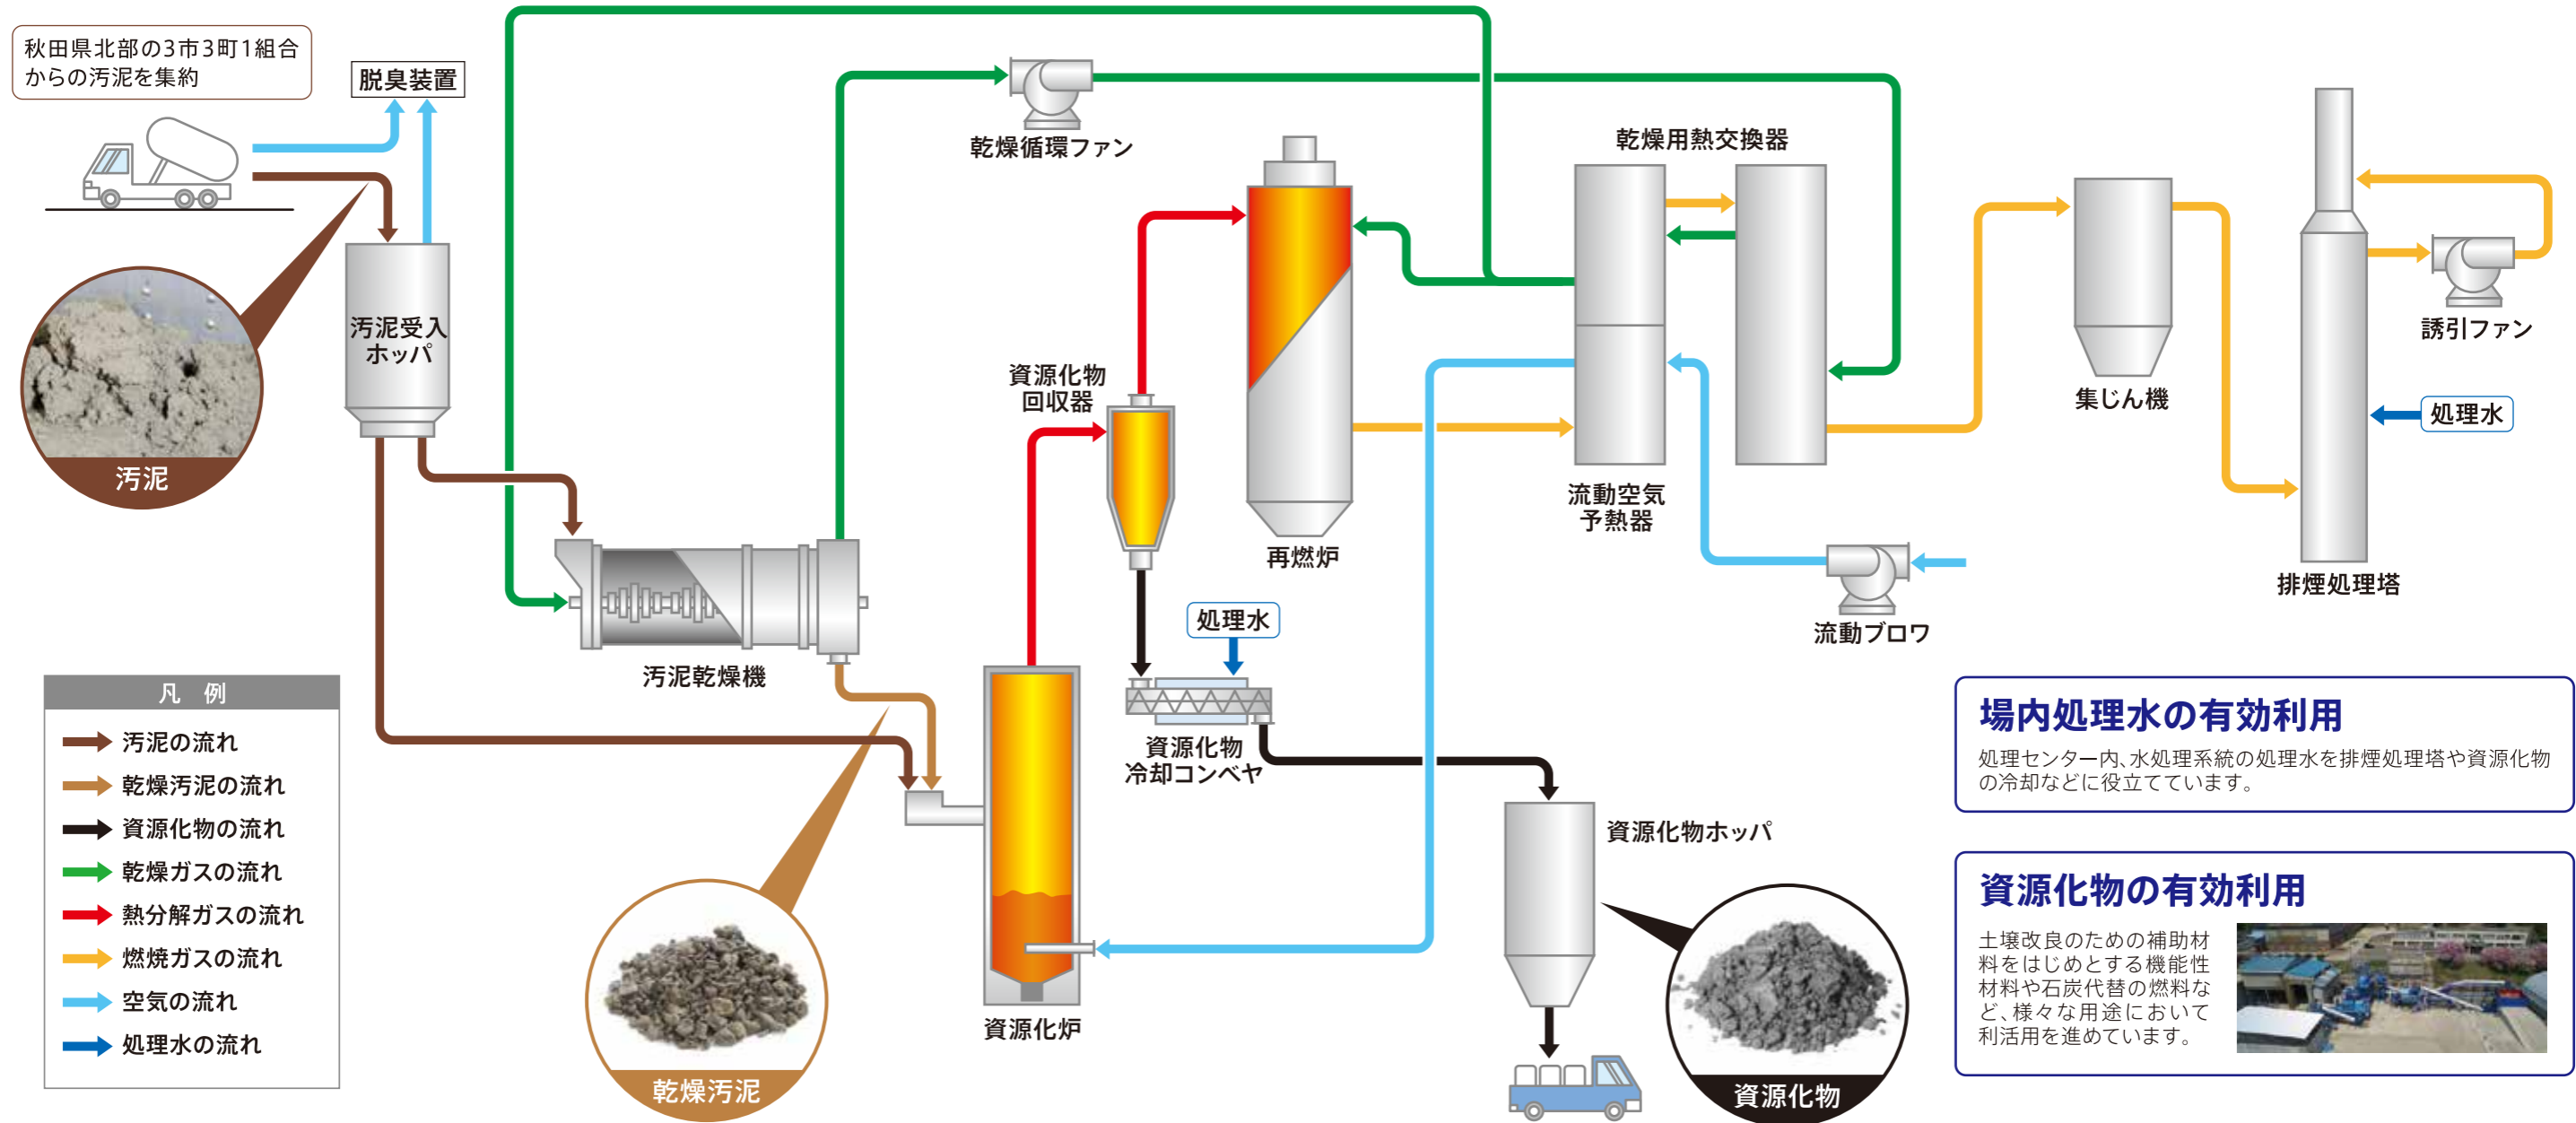 秋田県北部の3市3町1組合
からの汚泥を集約
脱臭装置
汚泥受入
ホッパ
汚泥
乾燥循環ファン
乾燥用熱交換器
資源化物
回収器
再燃炉
流動空気
予熱器
集じん機
誘引ファン
処理水
排煙処理塔
流動ブロワ
汚泥乾燥機
処理水
資源化物
冷却コンベヤ
資源化物ホッパ
資源化炉
乾燥汚泥
資源化物
凡 例
汚泥の流れ
乾燥汚泥の流れ
資源化物の流れ
乾燥ガスの流れ
熱分解ガスの流れ
燃焼ガスの流れ
空気の流れ
処理水の流れ
場内処理水の有効利用
処理センター内、水処理系統の処理水を排煙処理塔や資源化物
の冷却などに役立てています。
資源化物の有効利用
土壌改良のための補助材
料をはじめとする機能性
材料や石炭代替の燃料な
ど、様々な用途において
利活用を進めています。